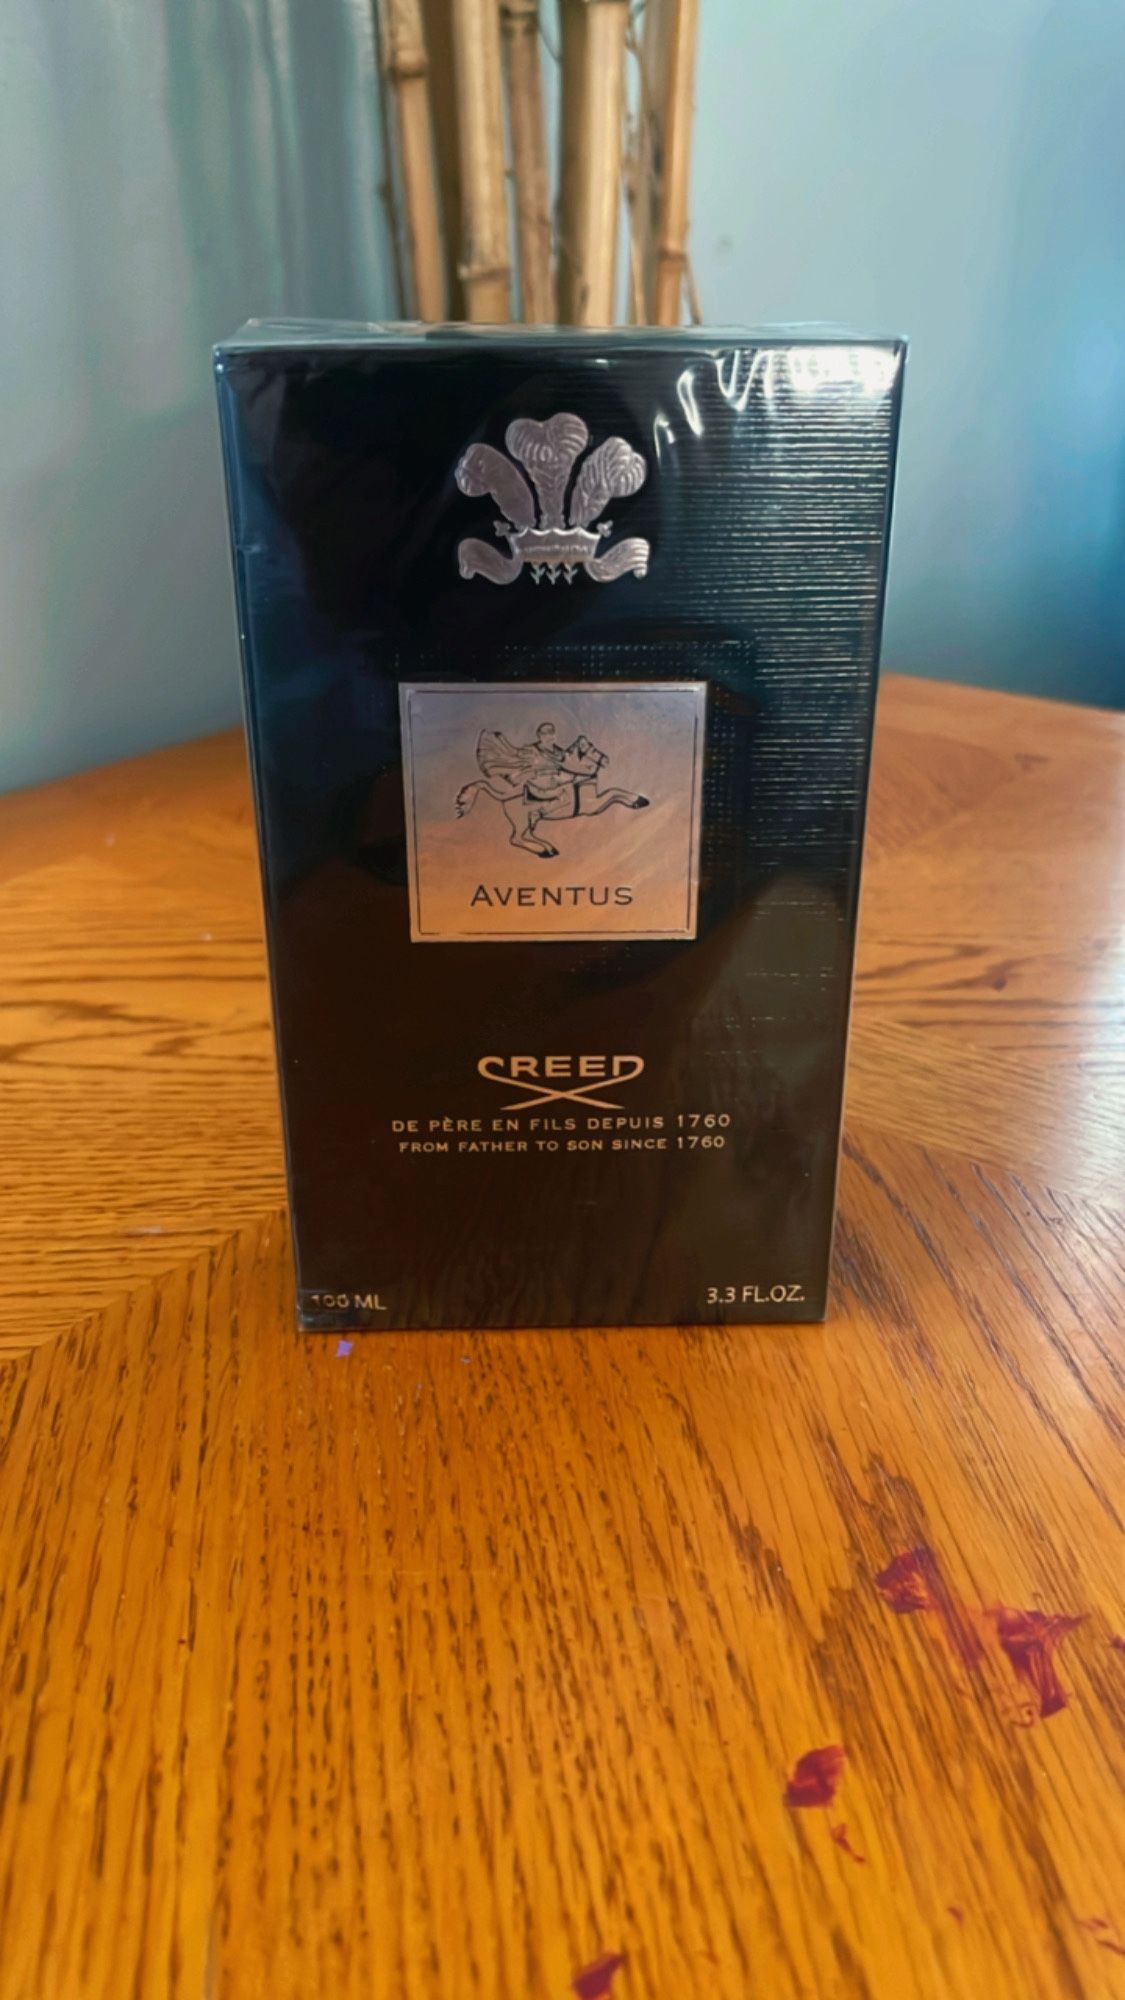 AVENTUS
CREED
DE PÈRE EN FILS DEPUIS 1760
FROM FATHER TO SON SINCE 1760
100 ML
3.3 FL.OZ.